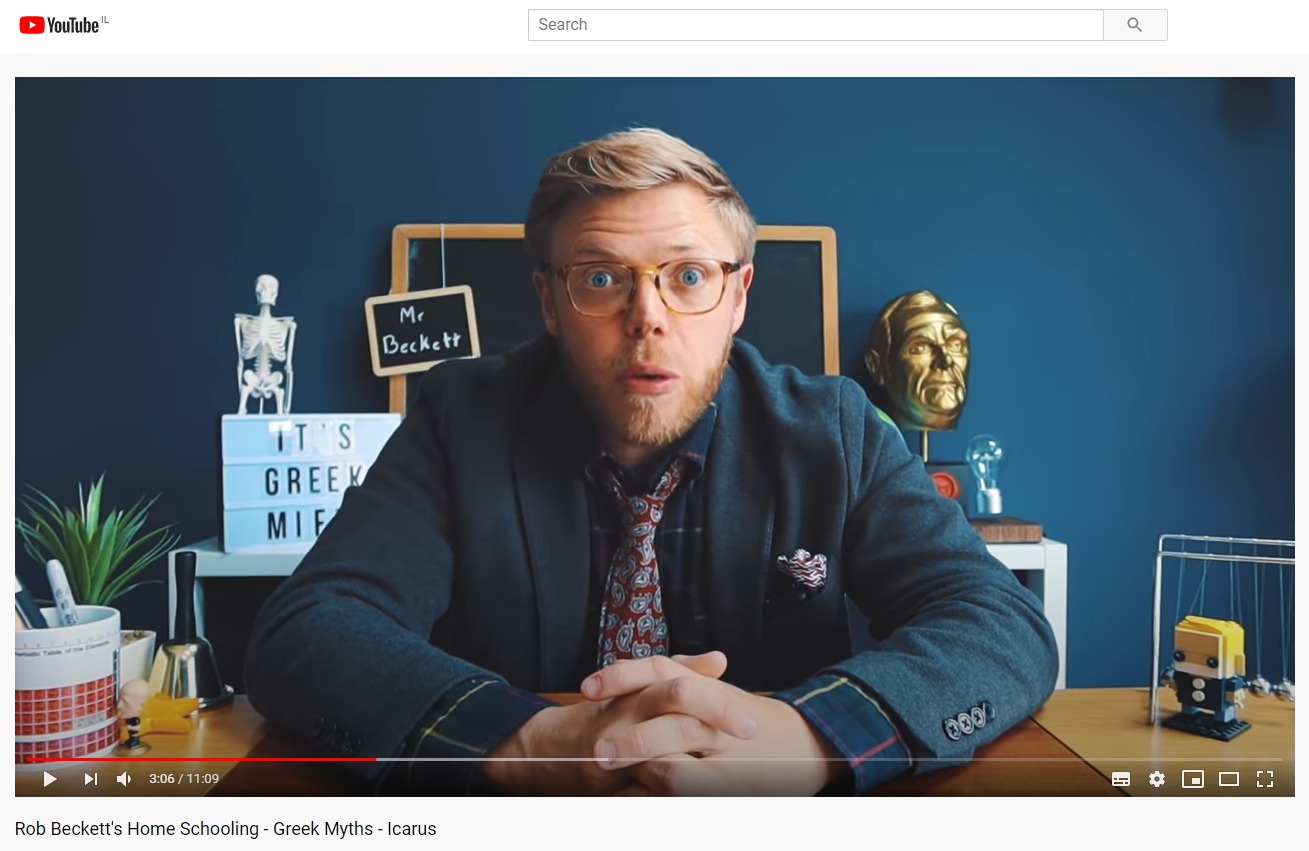 YouTube IL
Search
Mr
Beckett
IT'S
GREEK
Periodic Table of the Elements
3:06 / 11:09
Rob Beckett's Home Schooling - Greek Myths - Icarus